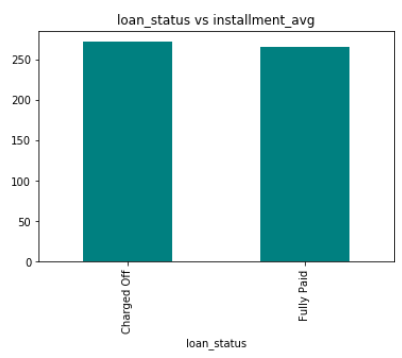 loan_status vs installment_avg
250
200
150
100
50
0
Charged Off
Fully Paid
loan_status